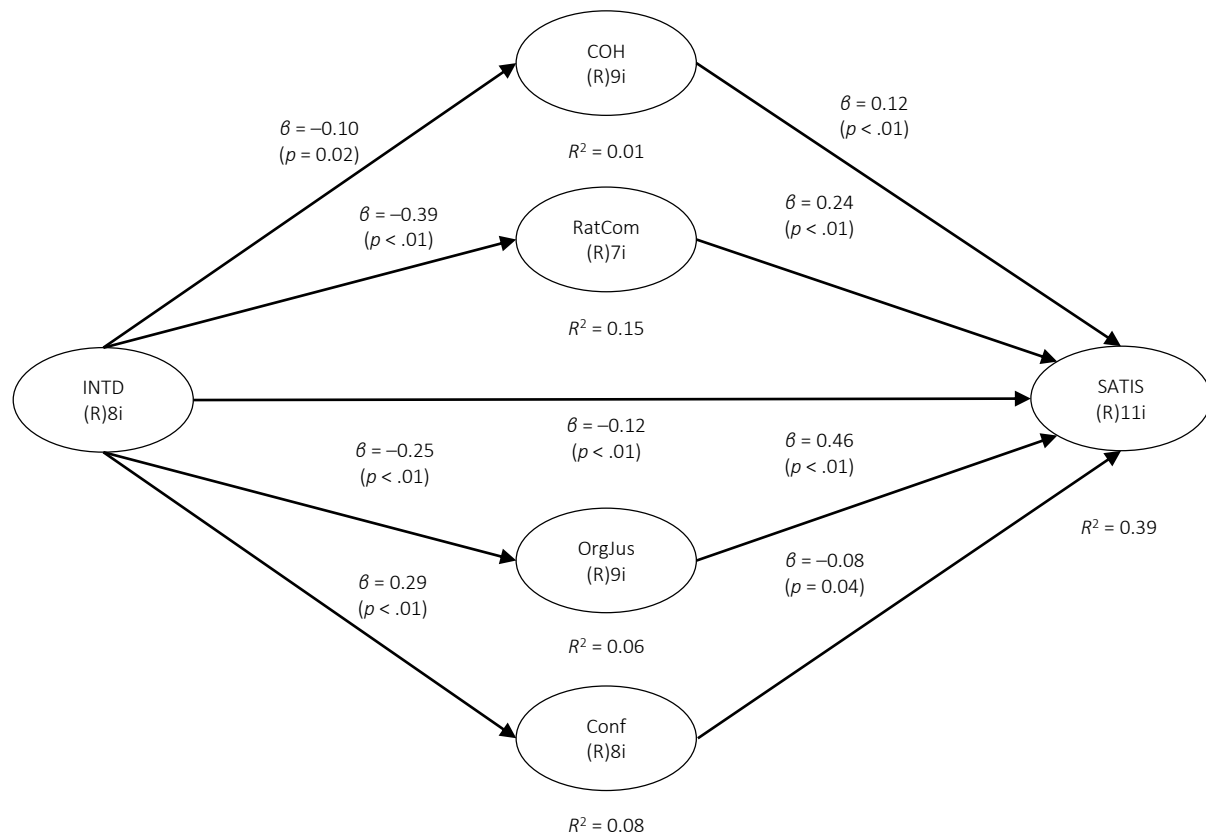 COH
(R)9i
β = −0.10
(p = 0.02)
β = 0.12
(p < .01)
R² = 0.01
β = −0.39
(p < .01)
RatCom
(R)7i
β = 0.24
(p < .01)
R² = 0.15
INTD
(R)8i
SATIS
(R)11i
β = −0.12
(p < .01)
β = −0.25
(p < .01)
β = 0.46
(p < .01)
OrgJus
(R)9i
R² = 0.39
β = 0.29
(p < .01)
β = −0.08
(p = 0.04)
R² = 0.06
Conf
(R)8i
R² = 0.08